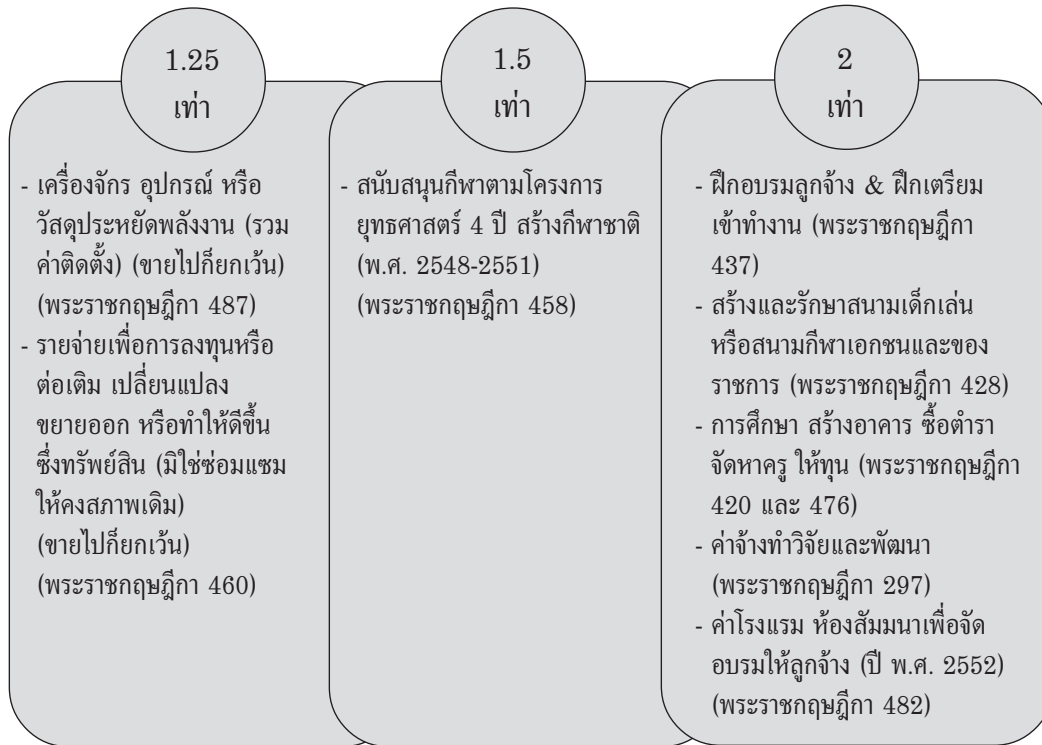 1.25
เท่า
- เครื่องจักร อุปกรณ์ หรือ
วัสดุประหยัดพลังงาน (รวม
ค่าติดตั้ง) (ขายไปก็ยกเว้น)
(พระราชกฤษฎีกา 487)
- รายจ่ายเพื่อการลงทุนหรือ
ต่อเติม เปลี่ยนแปลง
ขยายออก หรือทำให้ดีขึ้น
ซึ่งทรัพย์สิน (มิใช่ซ่อมแซม
ให้คงสภาพเดิม)
(ขายไปก็ยกเว้น)
(พระราชกฤษฎีกา 460)
1.5
เท่า
- สนับสนุนกีฬาตามโครงการ
ยุทธศาสตร์ 4 ปี สร้างกีฬาชาติ
(พ.ศ. 2548-2551)
(พระราชกฤษฎีกา 458)
2
เท่า
- ฝึกอบรมลูกจ้าง & ฝึกเตรียม
เข้าทำงาน (พระราชกฤษฎีกา
437)
- สร้างและรักษาสนามเด็กเล่น
หรือสนามกีฬาเอกชนและของ
ราชการ (พระราชกฤษฎีกา 428)
- การศึกษา สร้างอาคาร ซื้อตำรา
จัดหาครู ให้ทุน (พระราชกฤษฎีกา
420 และ 476)
- ค่าจ้างทำวิจัยและพัฒนา
(พระราชกฤษฎีกา 297)
- ค่าโรงแรม ห้องสัมมนาเพื่อจัด
อบรมให้ลูกจ้าง (ปี พ.ศ. 2552)
(พระราชกฤษฎีกา 482)